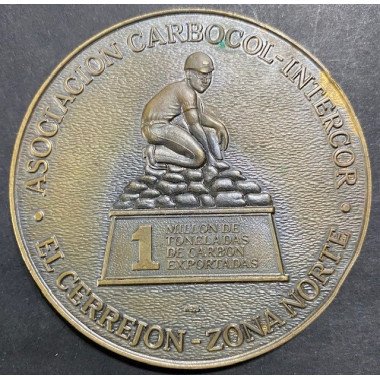 ASOCIACION CARBOCOL-INTERCOR
1 MILLON DE
TONELADAS
DE CARBON
EXPORTADAS
• EL CERREJON - ZONA NORTE •